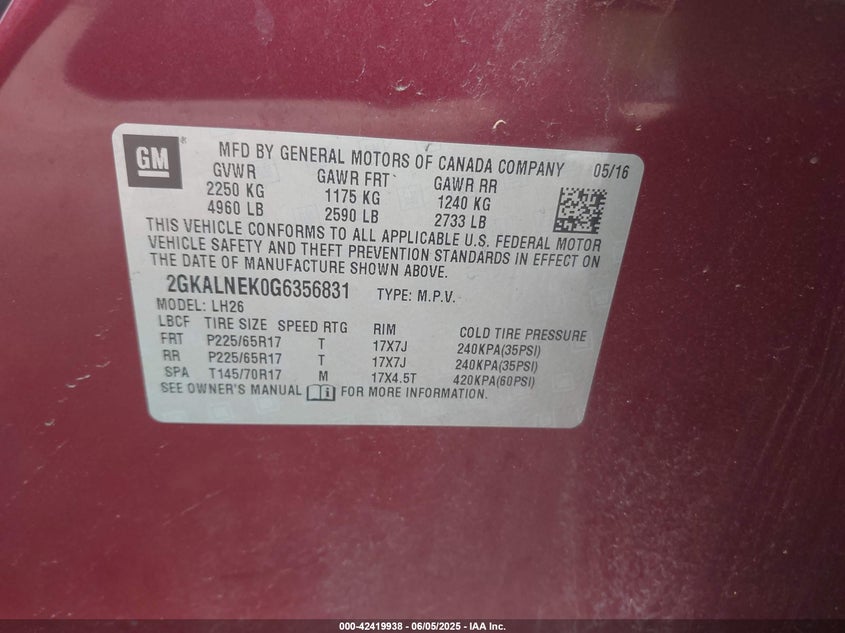 GM ® MFD BY GENERAL MOTORS OF CANADA COMPANY 05/16
GVWR GAWR FRT GAWR RR
2250 KG 1175 KG 1240 KG
4960 LB 2590 LB 2733 LB
THIS VEHICLE CONFORMS TO ALL APPLICABLE U.S. FEDERAL MOTOR
VEHICLE SAFETY AND THEFT PREVENTION STANDARDS IN EFFECT ON
THE DATE OF MANUFACTURE SHOWN ABOVE.
2GKALNEK0G6356831 TYPE: M.P.V.
MODEL: LH26
LBCF TIRE SIZE SPEED RTG RIM COLD TIRE PRESSURE
FRT P225/65R17 T 17X7J 240KPA(35PSI)
RR P225/65R17 T 17X7J 240KPA(35PSI)
SPA T145/70R17 M 17X4.5T 420KPA(60PSI)
SEE OWNER'S MANUAL FOR MORE INFORMATION.
000-42419938 - 06/05/2025 - IAA Inc.